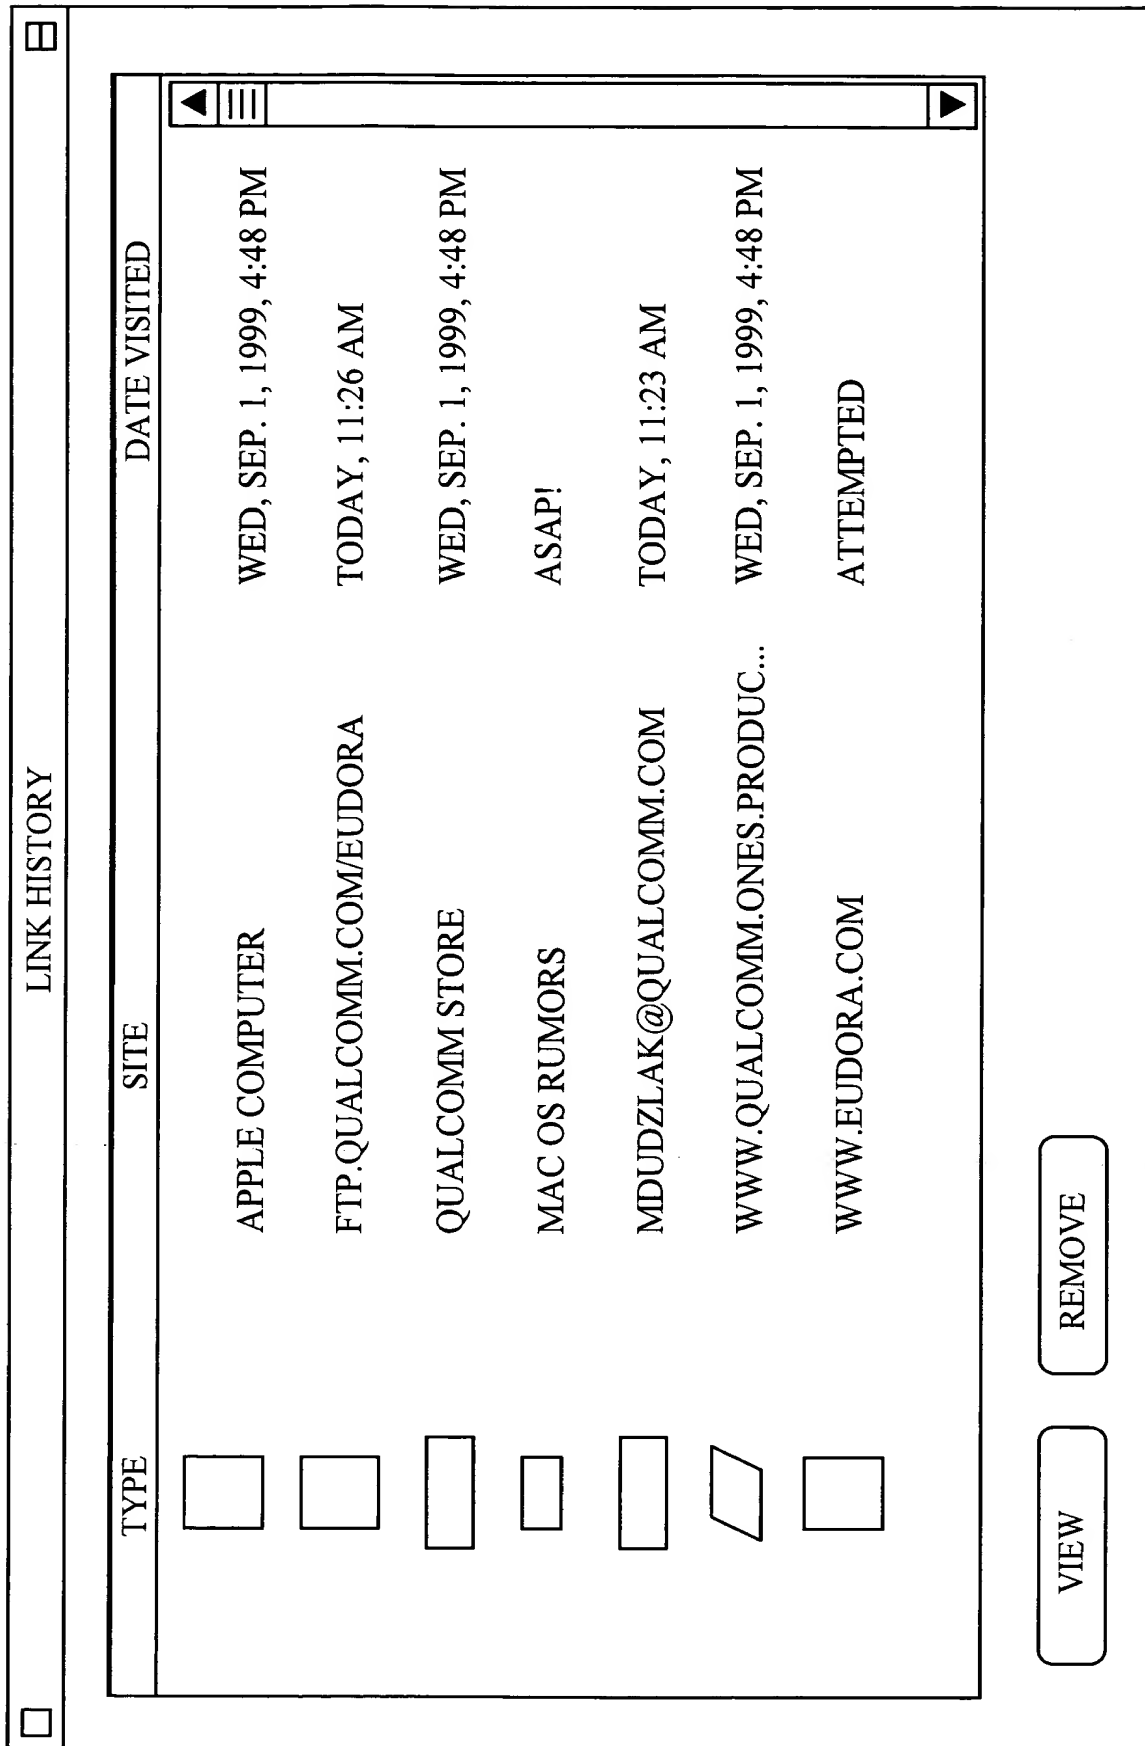 LINK HISTORY
TYPE SITE DATE VISITED
APPLE COMPUTER WED, SEP. 1, 1999, 4:48 PM
FTP.QUALCOMM.COM/EUDORA TODAY, 11:26 AM
QUALCOMM STORE WED, SEP. 1, 1999, 4:48 PM
MAC OS RUMORS ASAP!
MDUDZLAK@QUALCOMM.COM TODAY, 11:23 AM
WWW.QUALCOMM.ONES.PRODUC... WED, SEP. 1, 1999, 4:48 PM
WWW.EUDORA.COM ATTEMPTED
VIEW REMOVE